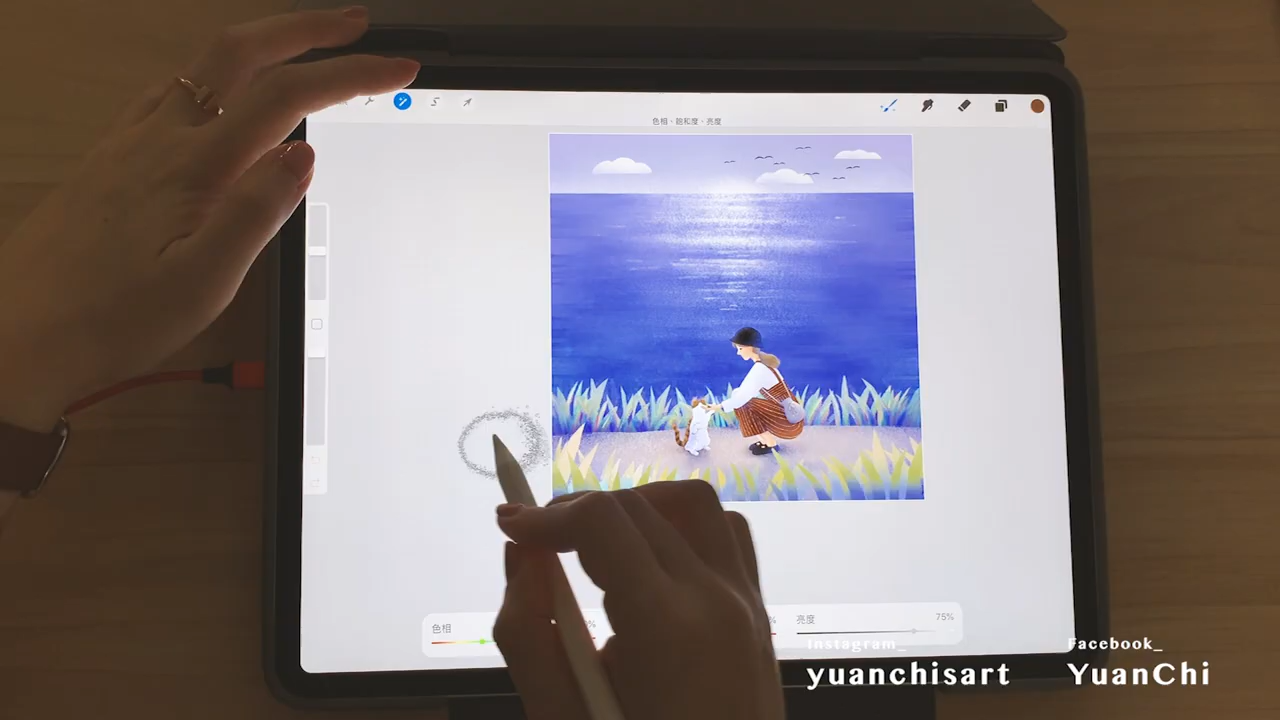 色相、飽和度、亮度
色相
%
%
亮度
75%
Instagram_
yuanchisart
Facebook_
YuanChi